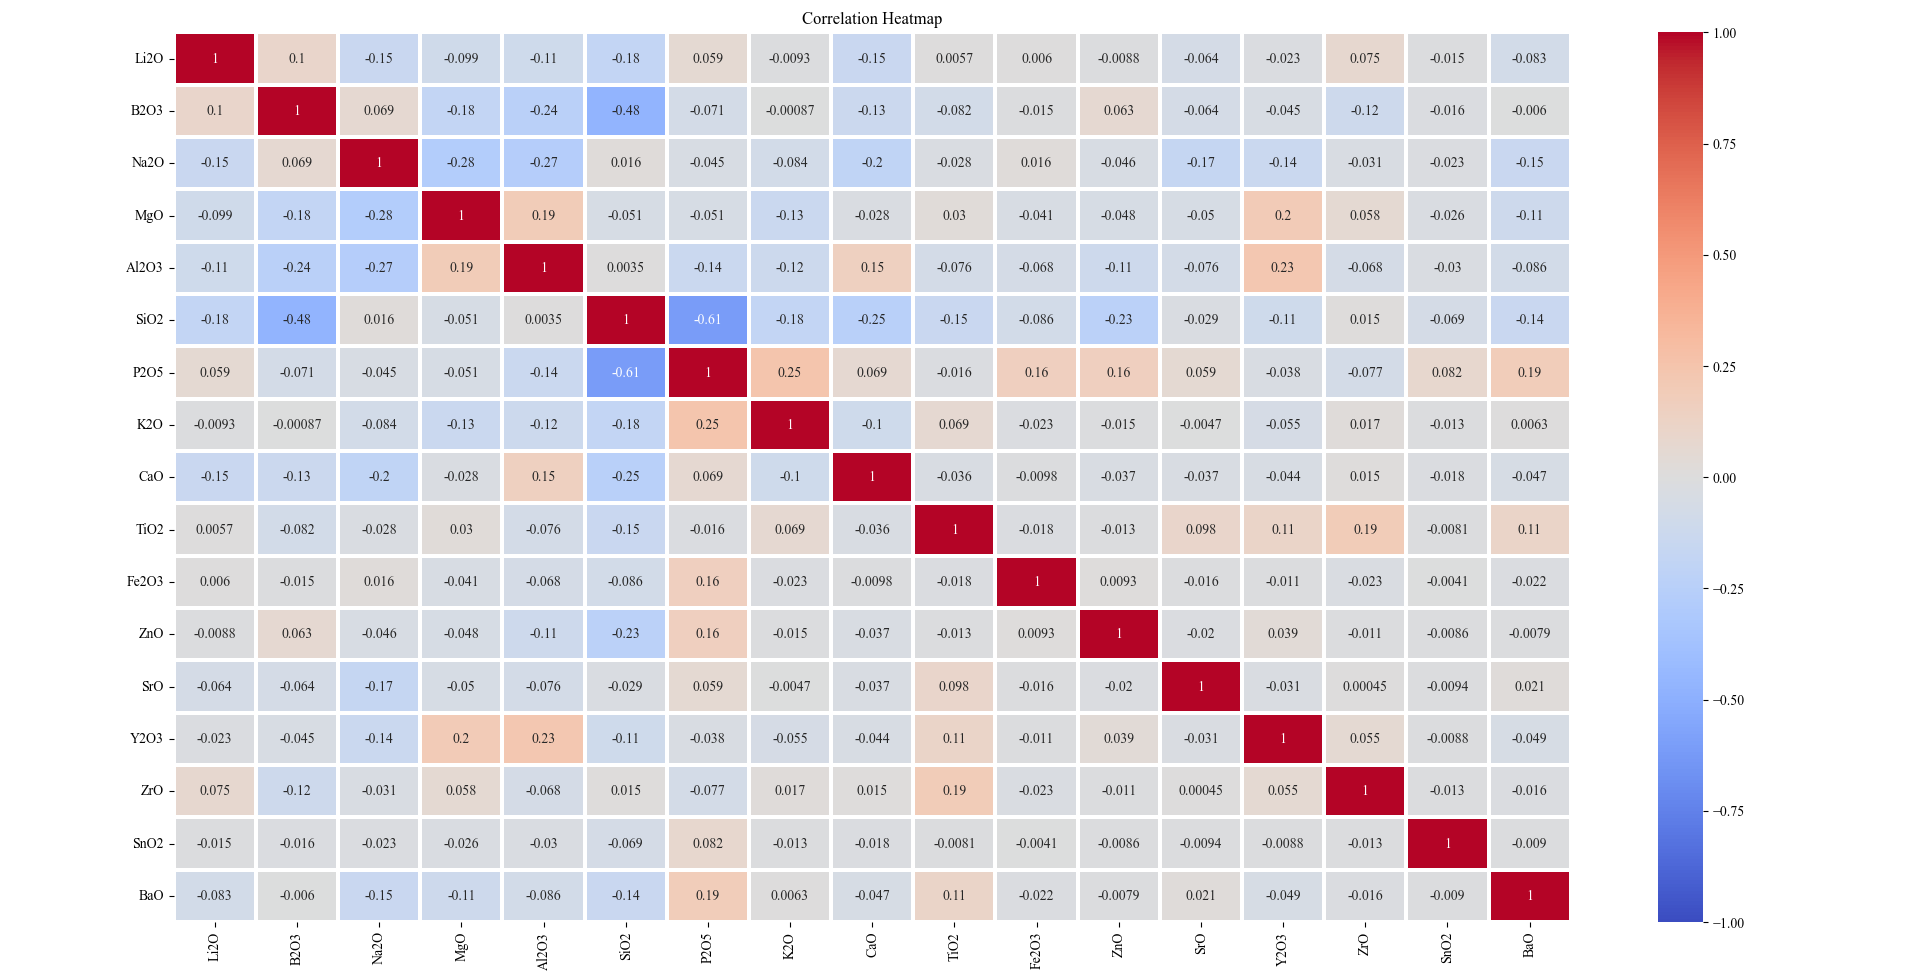 Correlation Heatmap
Li2O 1 0.1 -0.15 -0.099 -0.11 -0.18 0.059 -0.0093 -0.15 0.0057 0.006 -0.0088 -0.064 -0.023 0.075 -0.015 -0.083
B2O3 0.1 1 0.069 -0.18 -0.24 -0.48 -0.071 -0.00087 -0.13 -0.082 -0.015 0.063 -0.064 -0.045 -0.12 -0.016 -0.006
Na2O -0.15 0.069 1 -0.28 -0.27 0.016 -0.045 -0.084 -0.2 -0.028 0.016 -0.046 -0.17 -0.14 -0.031 -0.023 -0.15
MgO -0.099 -0.18 -0.28 1 0.19 -0.051 -0.051 -0.13 -0.028 0.03 -0.041 -0.048 -0.05 0.2 0.058 -0.026 -0.11
Al2O3 -0.11 -0.24 -0.27 0.19 1 0.0035 -0.14 -0.12 0.15 -0.076 -0.068 -0.11 -0.076 0.23 -0.068 -0.03 -0.086
SiO2 -0.18 -0.48 0.016 -0.051 0.0035 1 -0.61 -0.18 -0.25 -0.15 -0.086 -0.23 -0.029 -0.11 0.015 -0.069 -0.14
P2O5 0.059 -0.071 -0.045 -0.051 -0.14 -0.61 1 0.25 0.069 -0.016 0.16 0.16 0.059 -0.038 -0.077 0.082 0.19
K2O -0.0093 -0.00087 -0.084 -0.13 -0.12 -0.18 0.25 1 -0.1 0.069 -0.023 -0.015 -0.0047 -0.055 0.017 -0.013 0.0063
CaO -0.15 -0.13 -0.2 -0.028 0.15 -0.25 0.069 -0.1 1 -0.036 -0.0098 -0.037 -0.037 -0.044 0.015 -0.018 -0.047
TiO2 0.0057 -0.082 -0.028 0.03 -0.076 -0.15 -0.016 0.069 -0.036 1 -0.018 -0.013 0.098 0.11 0.19 -0.0081 0.11
Fe2O3 0.006 -0.015 0.016 -0.041 -0.068 -0.086 0.16 -0.023 -0.0098 -0.018 1 0.0093 -0.016 -0.011 -0.023 -0.0041 -0.022
ZnO -0.0088 0.063 -0.046 -0.048 -0.11 -0.23 0.16 -0.015 -0.037 -0.013 0.0093 1 -0.02 0.039 -0.011 -0.0086 -0.0079
SrO -0.064 -0.064 -0.17 -0.05 -0.076 -0.029 0.059 -0.0047 -0.037 0.098 -0.016 -0.02 1 -0.031 0.00045 -0.0094 0.021
Y2O3 -0.023 -0.045 -0.14 0.2 0.23 -0.11 -0.038 -0.055 -0.044 0.11 -0.011 0.039 -0.031 1 0.055 -0.0088 -0.049
ZrO 0.075 -0.12 -0.031 0.058 -0.068 0.015 -0.077 0.017 0.015 0.19 -0.023 -0.011 0.00045 0.055 1 -0.013 -0.016
SnO2 -0.015 -0.016 -0.023 -0.026 -0.03 -0.069 0.082 -0.013 -0.018 -0.0081 -0.0041 -0.0086 -0.0094 -0.0088 -0.013 1 -0.009
BaO -0.083 -0.006 -0.15 -0.11 -0.086 -0.14 0.19 0.0063 -0.047 0.11 -0.022 -0.0079 0.021 -0.049 -0.016 -0.009 1
Li2O B2O3 Na2O MgO Al2O3 SiO2 P2O5 K2O CaO TiO2 Fe2O3 ZnO SrO Y2O3 ZrO SnO2 BaO
1.00
0.75
0.50
0.25
0.00
−0.25
−0.50
−0.75
−1.00